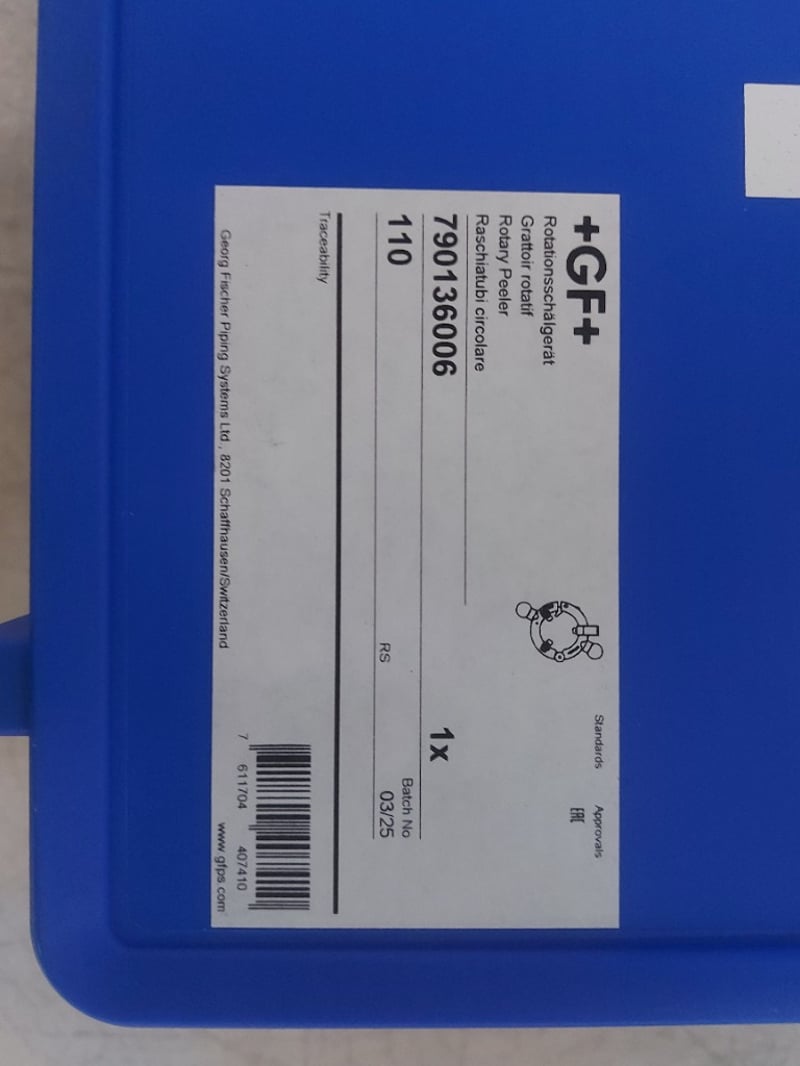 +GF+
Standards Approvals
EAC
Rotationsschälgerät
Grattoir rotatif
Rotary Peeler
Raschiatubi circolare
790136006 1x
Batch No
110 RS 03/25
Traceability
7 611704 407410
Georg Fischer Piping Systems Ltd., 8201 Schaffhausen/Switzerland www.gfps.com